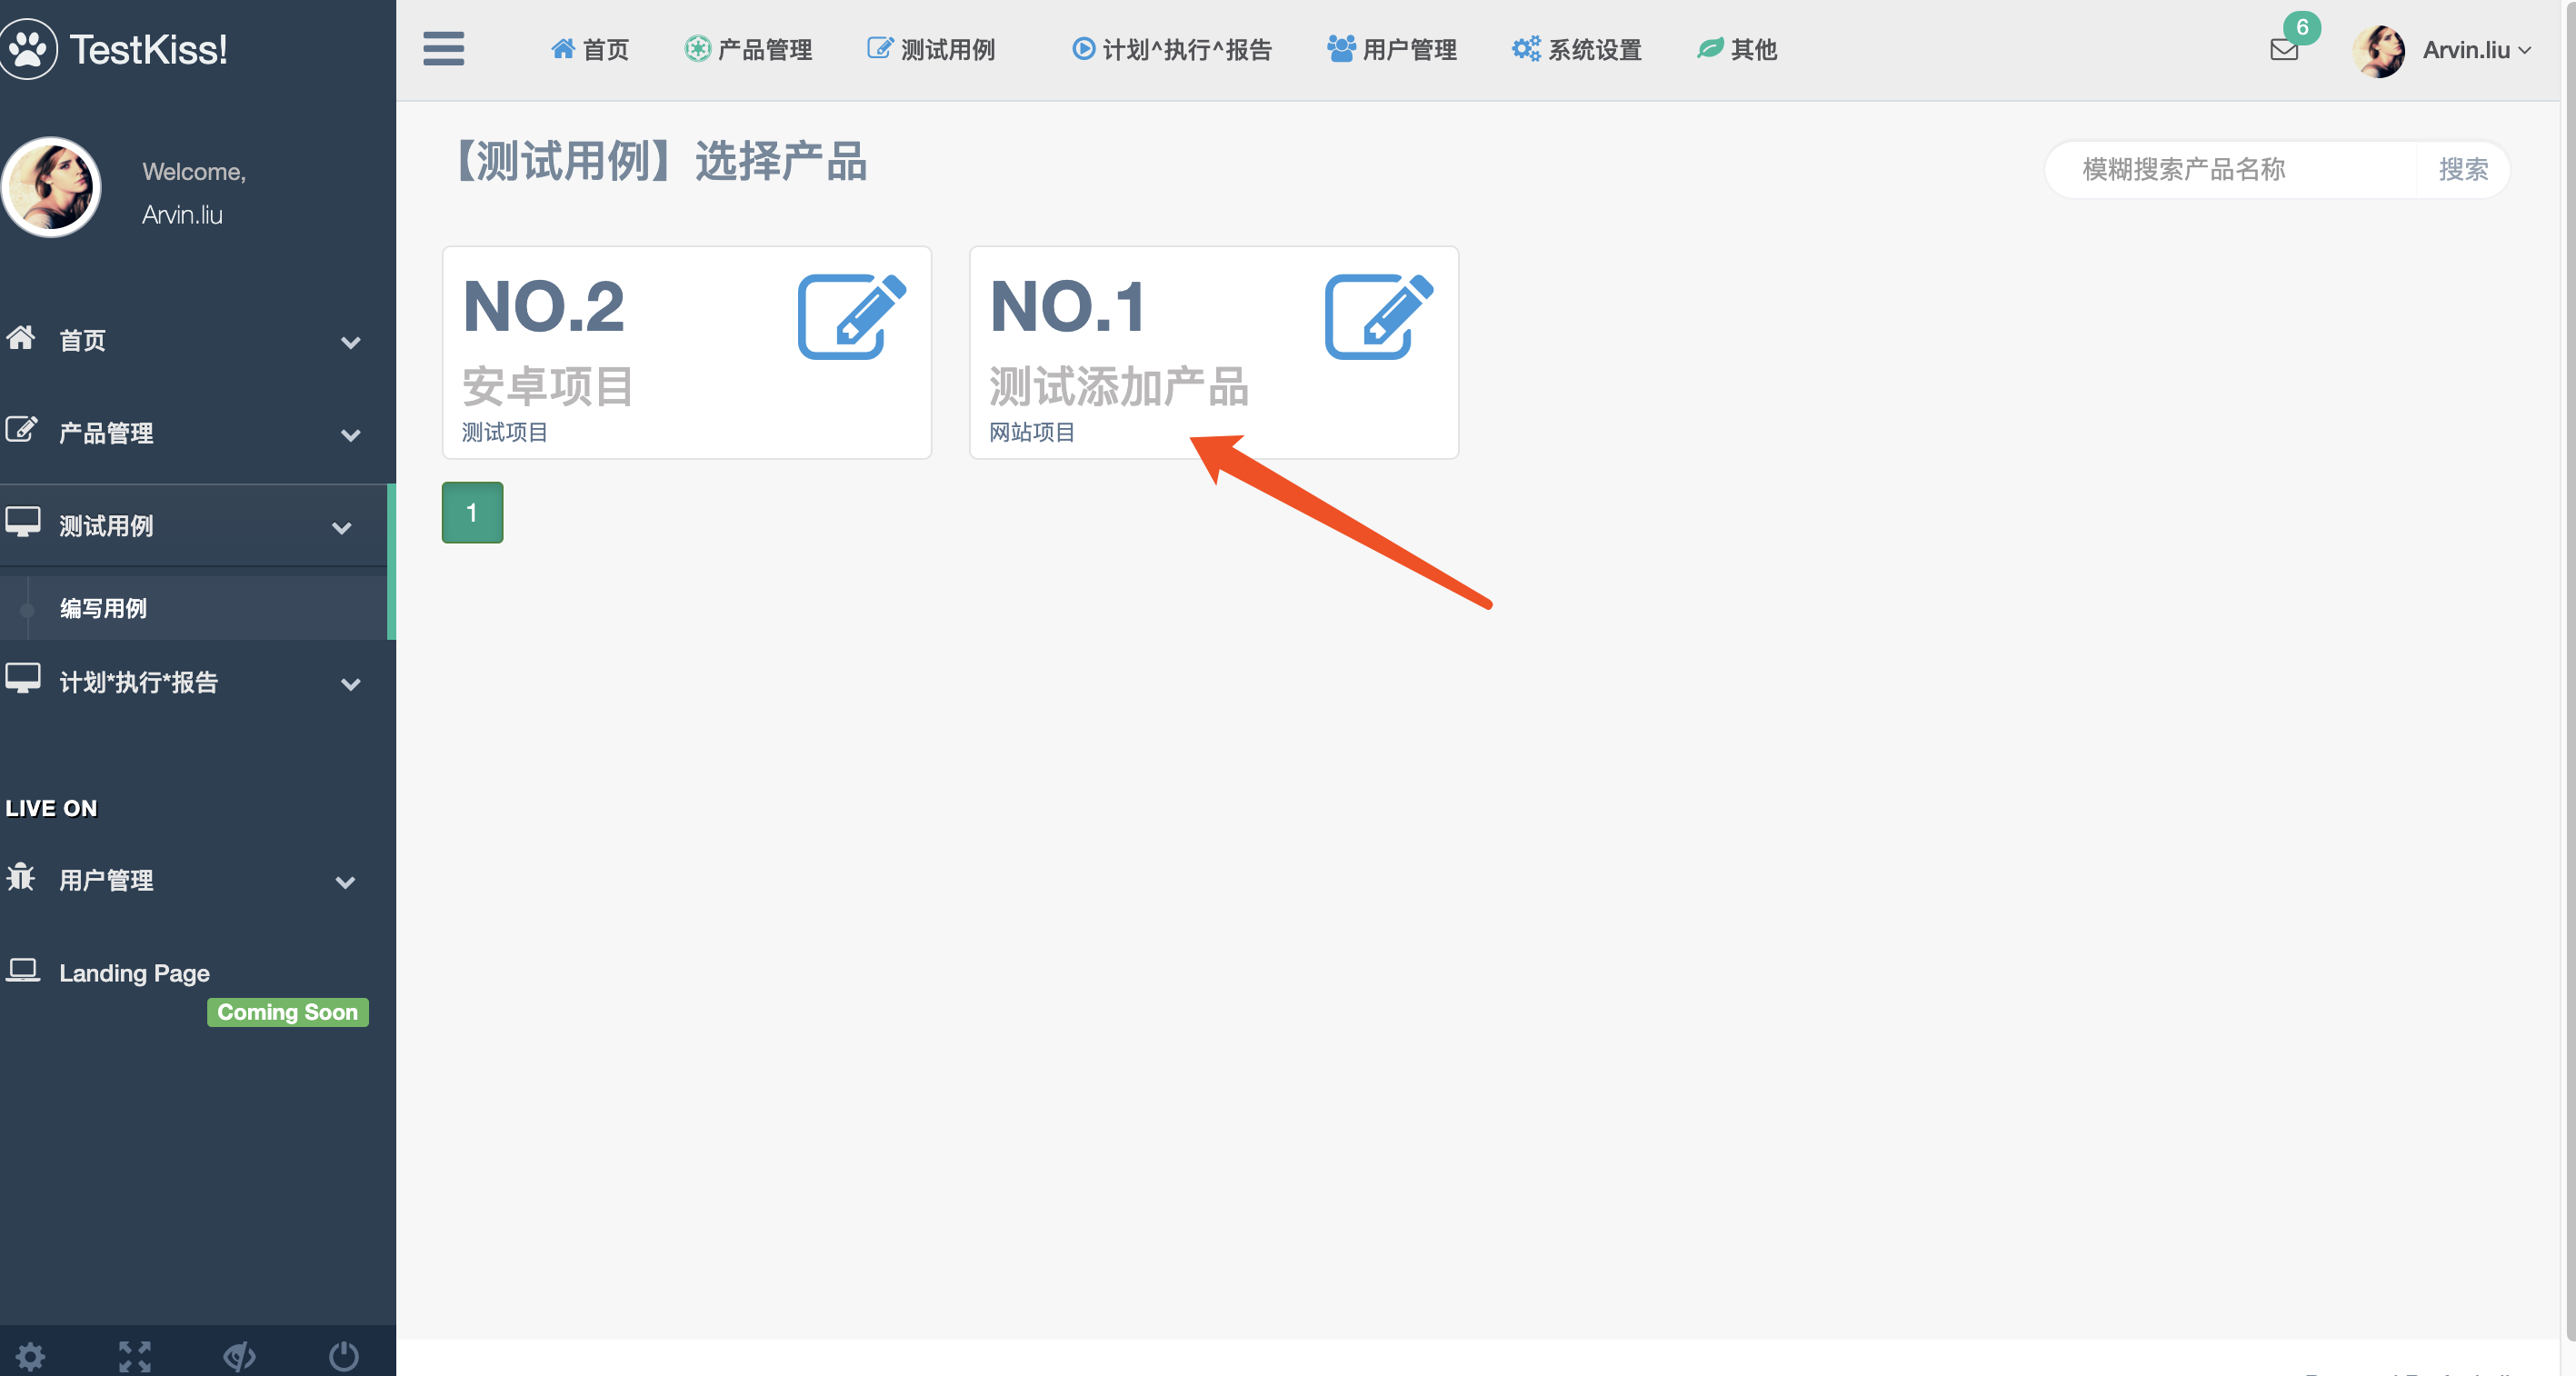 TestKiss!
首页
产品管理
测试用例
计划^执行^报告
用户管理
系统设置
其他
6
Arvin.liu
Welcome,
Arvin.liu
首页
产品管理
测试用例
编写用例
计划*执行*报告
LIVE ON
用户管理
Landing Page
Coming Soon
【测试用例】选择产品
模糊搜索产品名称
搜索
NO.2
安卓项目
测试项目
NO.1
测试添加产品
网站项目
1